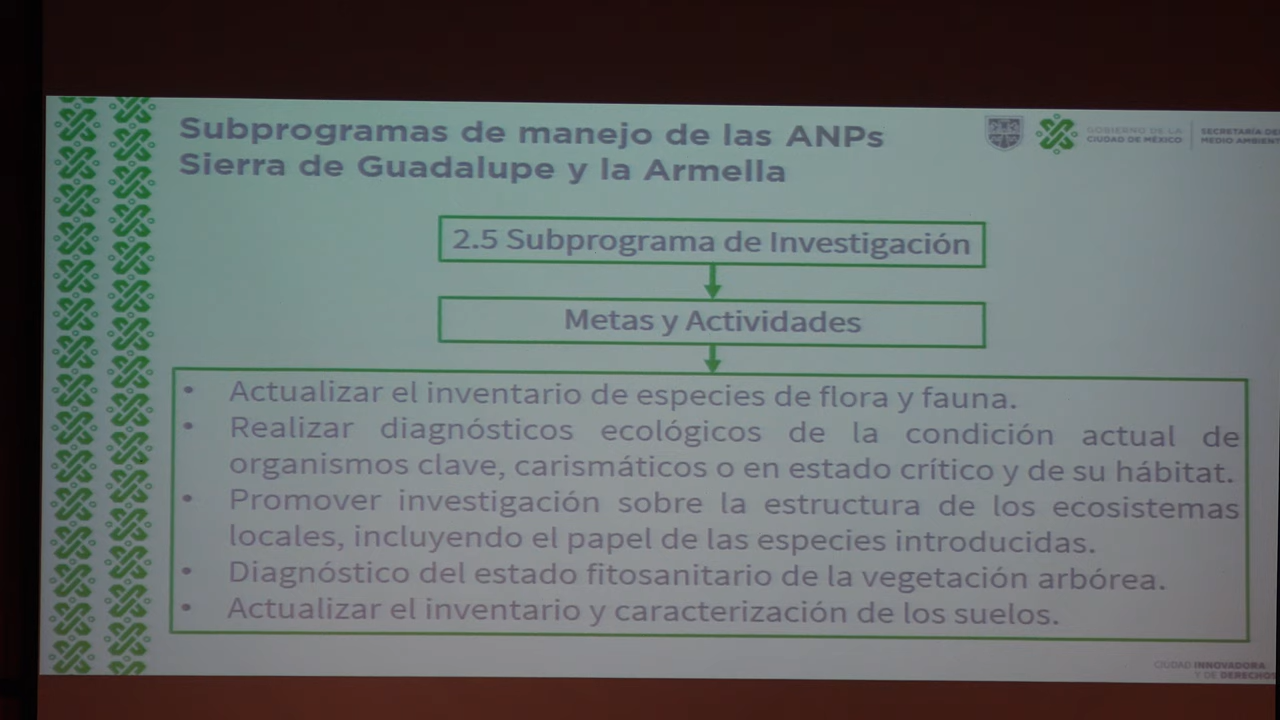 Subprogramas de manejo de las ANPs
Sierra de Guadalupe y la Armella
GOBIERNO DE LA
CIUDAD DE MÉXICO
SECRETARÍA DE
MEDIO AMBIENT
2.5 Subprograma de Investigación
Metas y Actividades
• Actualizar el inventario de especies de flora y fauna.
• Realizar diagnósticos ecológicos de la condición actual de
organismos clave, carismáticos o en estado crítico y de su hábitat.
• Promover investigación sobre la estructura de los ecosistemas
locales, incluyendo el papel de las especies introducidas.
• Diagnóstico del estado fitosanitario de la vegetación arbórea.
• Actualizar el inventario y caracterización de los suelos.
CIUDAD INNOVADORA
Y DE DERECHOS